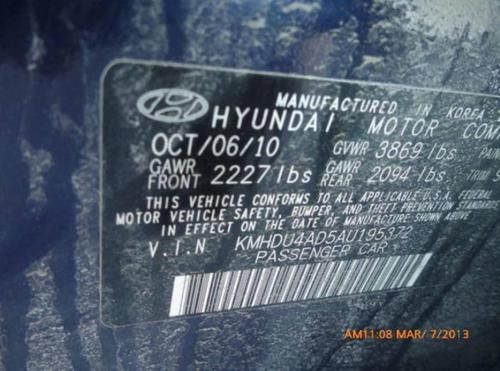 MANUFACTURED IN KOREA
HYUNDAI MOTOR
OCT/06/10 GVWR 3869 lbs
GAWR FRONT 2227 lbs GAWR REAR 2094 lbs
THIS VEHICLE CONFORMS TO ALL APPLICABLE U.S.A. FEDERAL
MOTOR VEHICLE SAFETY, BUMPER, AND THEFT PREVENTION
IN EFFECT ON THE DATE OF MANUFACTURE SHOWN ABOVE
V.I.N KMHDU4AD5AU195372
PASSENGER CAR
AM11:08 MAR/ 7/2013